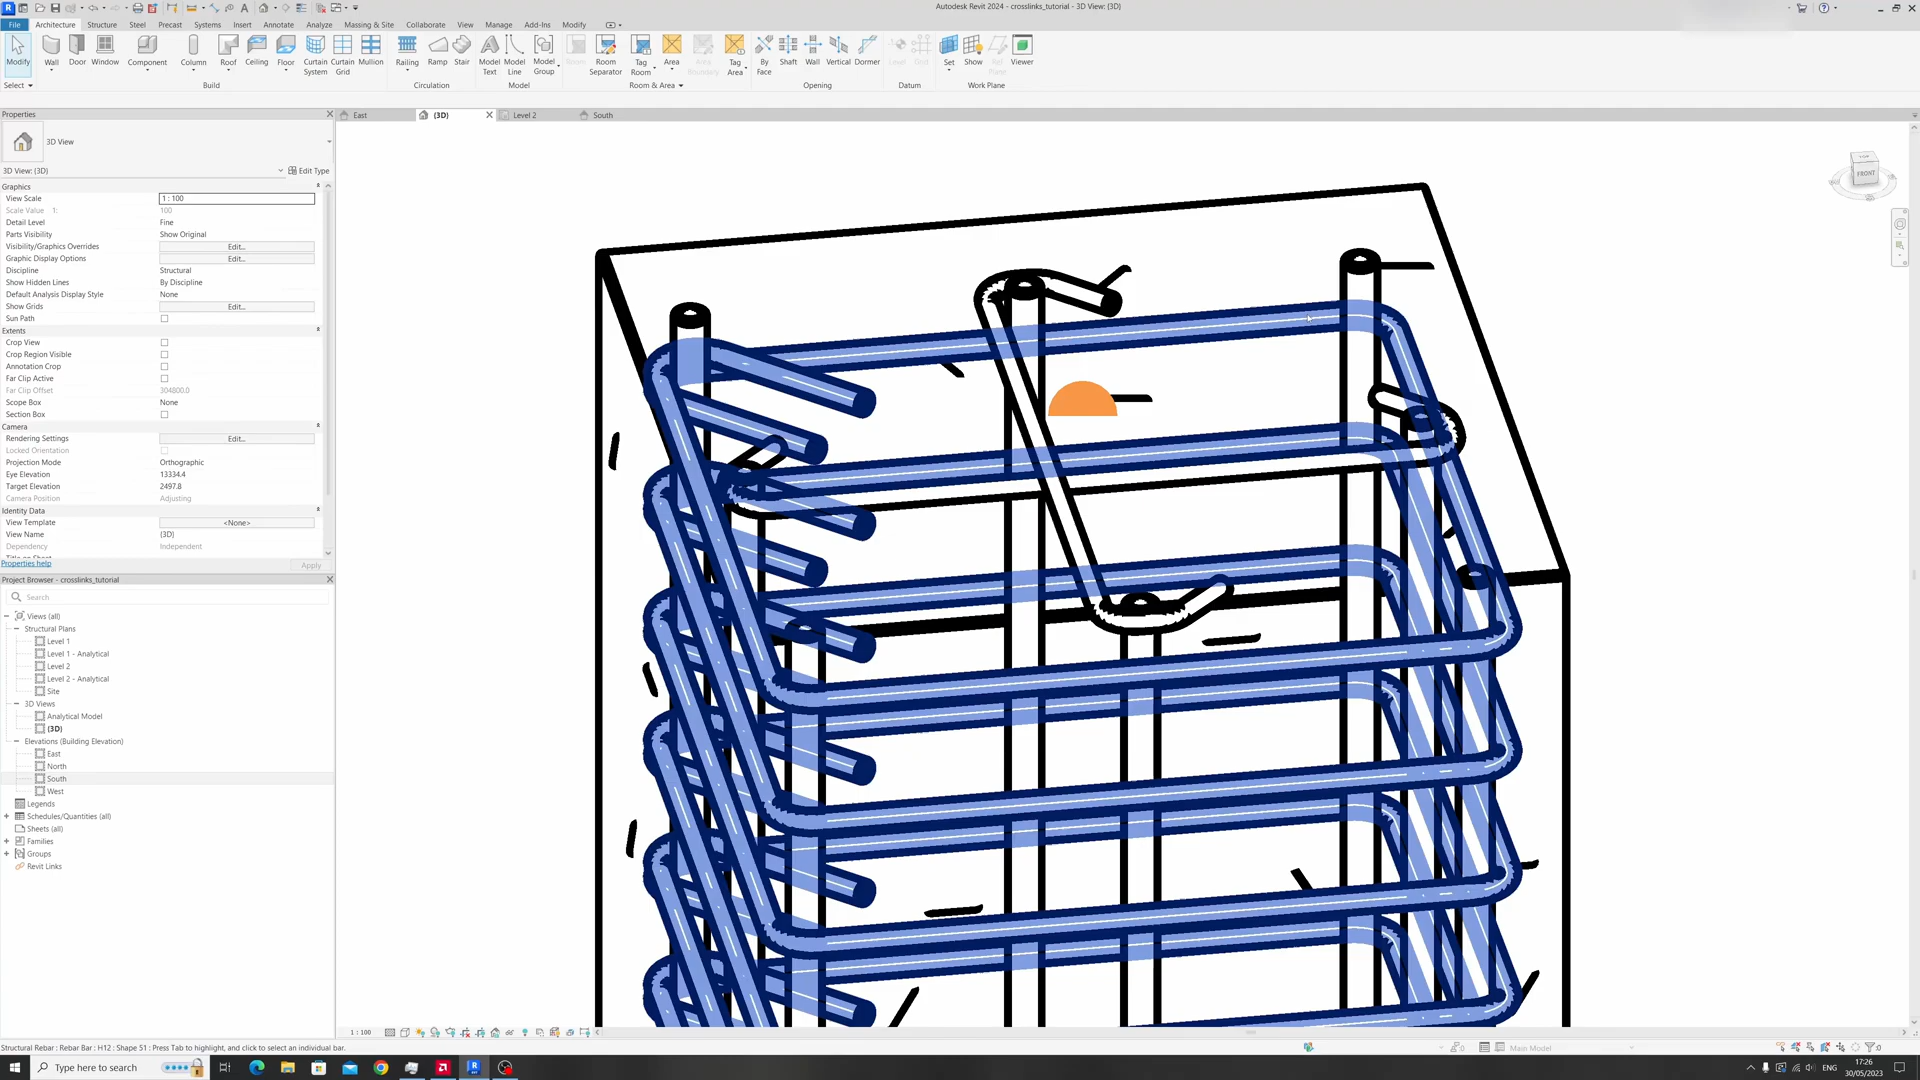 Autodesk Revit 2024 - crosslinks_tutorial - 3D View: {3D}
File Architecture Structure Steel Precast Systems Insert Annotate Analyze Massing & Site Collaborate View Manage Add-Ins Modify
Modify Wall Door Window Component Column Roof Ceiling Floor Curtain System Curtain Grid Mullion Railing Ramp Stair Model Text Model Line Model Group Room Room Separator Tag Room Area Area Boundary Tag Area By Face Shaft Wall Vertical Dormer Level Grid Set Show Ref Plane Viewer
Select Build Circulation Model Room & Area Opening Datum Work Plane
Properties
East {3D} Level 2 South
3D View
3D View: {3D} Edit Type
Graphics
View Scale 1 : 100
Scale Value 1: 100
Detail Level Fine
Parts Visibility Show Original
Visibility/Graphics Overrides Edit...
Graphic Display Options Edit...
Discipline Structural
Show Hidden Lines By Discipline
Default Analysis Display Style None
Show Grids Edit...
Sun Path
Extents
Crop View
Crop Region Visible
Annotation Crop
Far Clip Active
Far Clip Offset 304800.0
Scope Box None
Section Box
Camera
Rendering Settings Edit...
Locked Orientation
Projection Mode Orthographic
Eye Elevation 13334.4
Target Elevation 2497.8
Camera Position Adjusting
Identity Data
View Template <None>
View Name {3D}
Dependency Independent
Properties help Apply
Project Browser - crosslinks_tutorial
Search
Views (all)
Structural Plans
Level 1
Level 1 - Analytical
Level 2
Level 2 - Analytical
Site
3D Views
Analytical Model
{3D}
Elevations (Building Elevation)
East
North
South
West
Legends
Schedules/Quantities (all)
Sheets (all)
Families
Groups
Revit Links
FRONT
1 : 100
Structural Rebar : Rebar Bar : H12 : Shape 51 : Press Tab to highlight, and click to select an individual bar.
:0 Main Model :0
Type here to search
ENG
17:26
30/05/2023